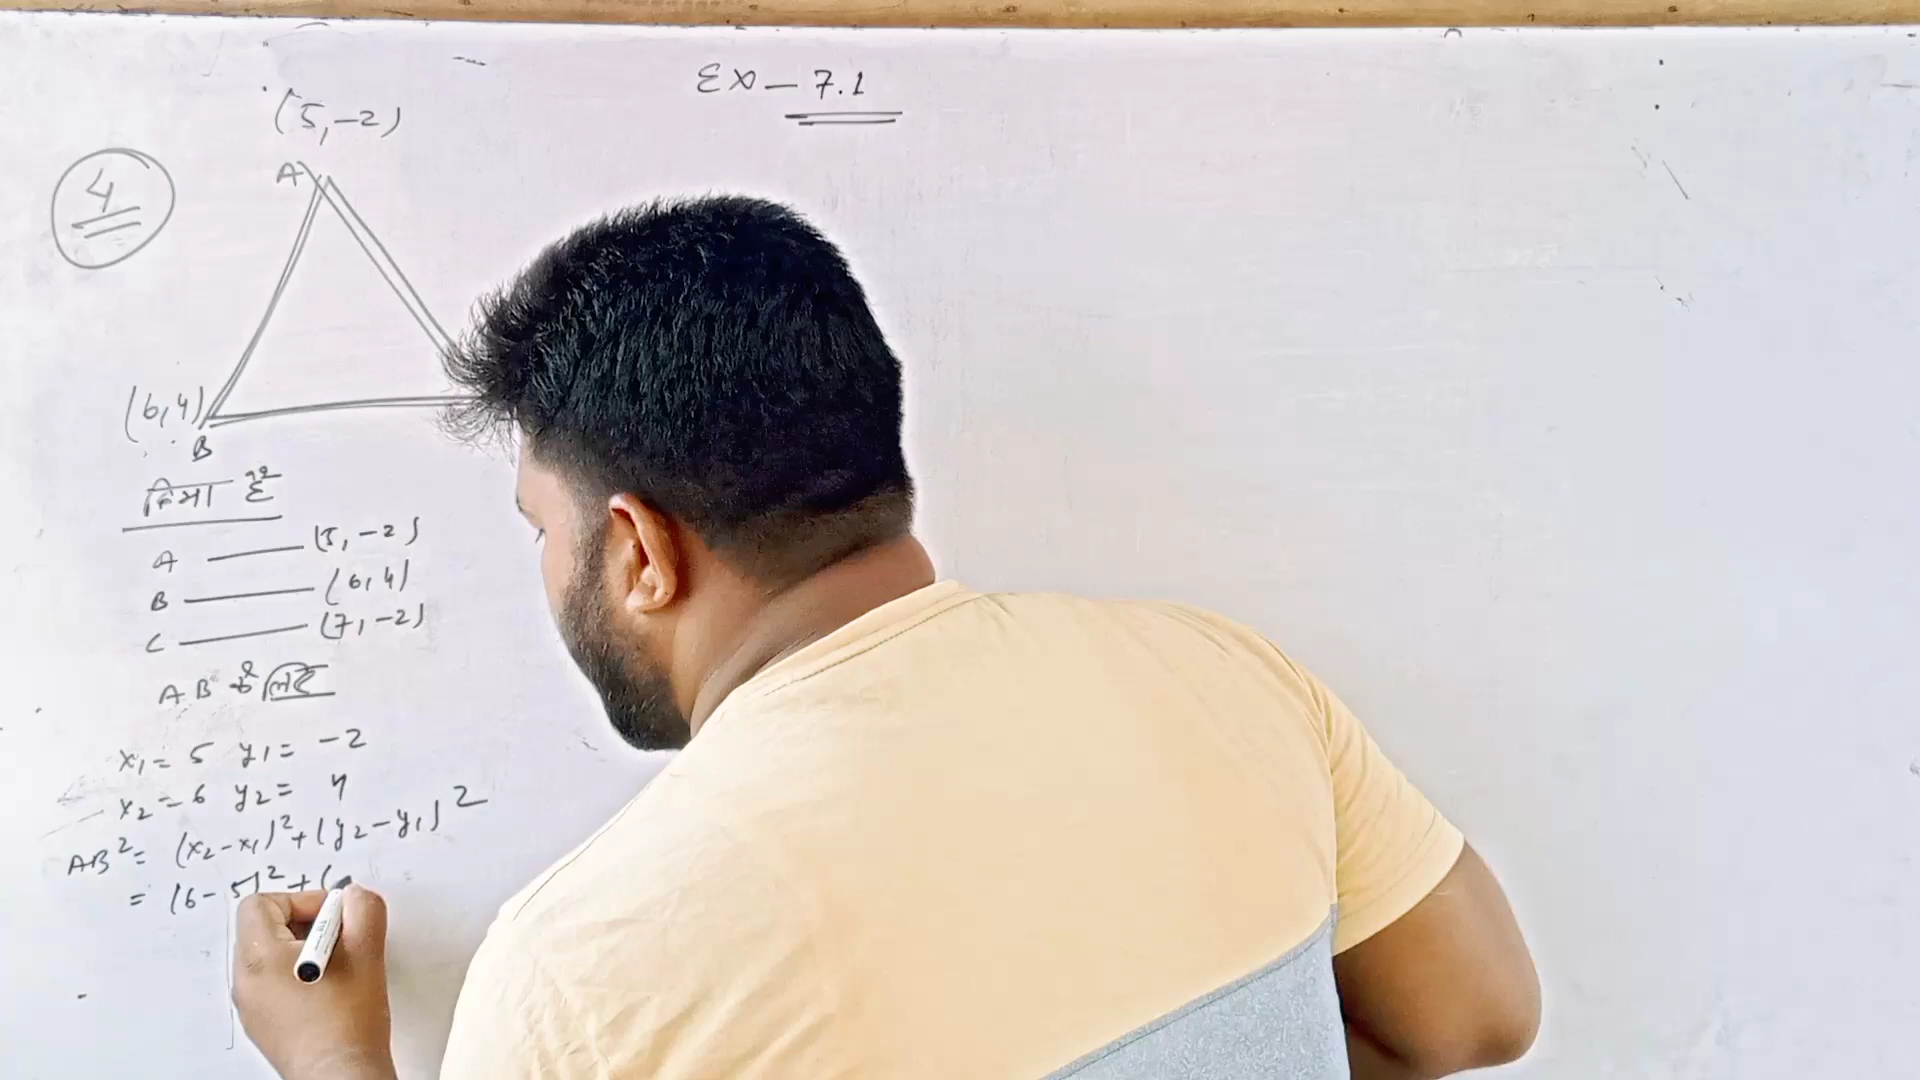 Ex - 7.1
4
(5, -2)
A
(6, 4)
B
दिया है
A — (5, -2)
B — (6, 4)
C — (7, -2)
AB के लिए
x₁ = 5 y₁ = -2
x₂ = 6 y₂ = 4
AB² = (x₂ - x₁)² + (y₂ - y₁)²
= (6 - 5)² + (